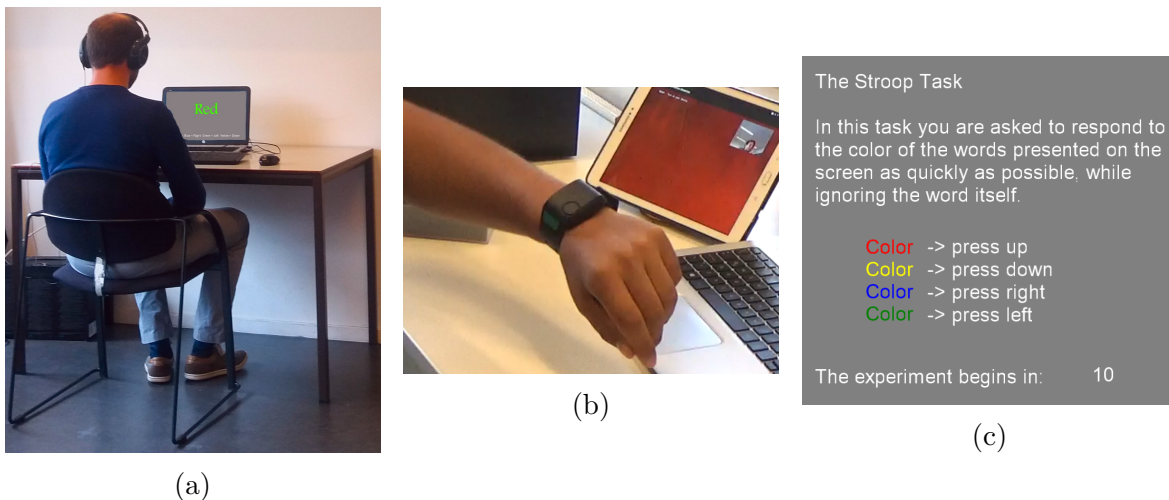 Red
(a)
(b)
The Stroop Task
In this task you are asked to respond to
the color of the words presented on the
screen as quickly as possible, while
ignoring the word itself.
Color -> press up
Color -> press down
Color -> press right
Color -> press left
The experiment begins in: 10
(c)